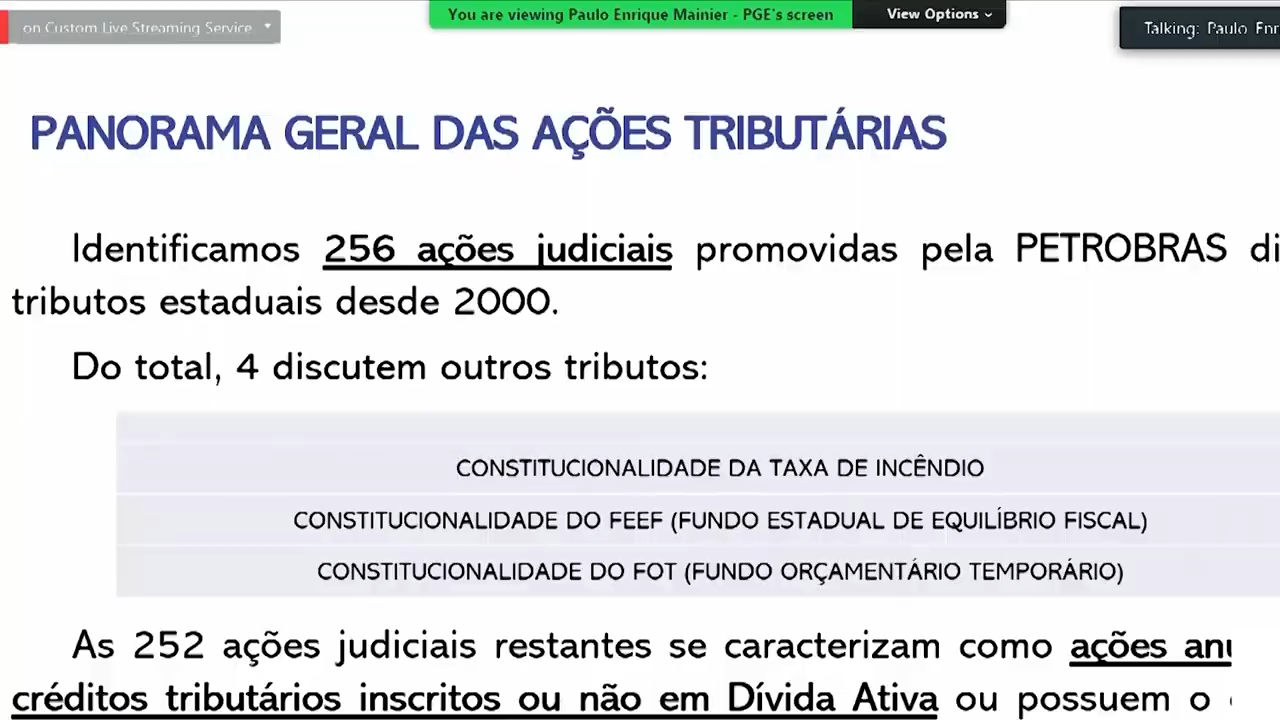 on Custom Live Streaming Service
You are viewing Paulo Enrique Mainier - PGE's screen
View Options
Talking: Paulo
PANORAMA GERAL DAS AÇÕES TRIBUTÁRIAS
Identificamos 256 ações judiciais promovidas pela PETROBRAS
tributos estaduais desde 2000.
Do total, 4 discutem outros tributos:
CONSTITUCIONALIDADE DA TAXA DE INCÊNDIO
CONSTITUCIONALIDADE DO FEEF (FUNDO ESTADUAL DE EQUILÍBRIO FISCAL)
CONSTITUCIONALIDADE DO FOT (FUNDO ORÇAMENTÁRIO TEMPORÁRIO)
As 252 ações judiciais restantes se caracterizam como ações
créditos tributários inscritos ou não em Dívida Ativa ou possuem o